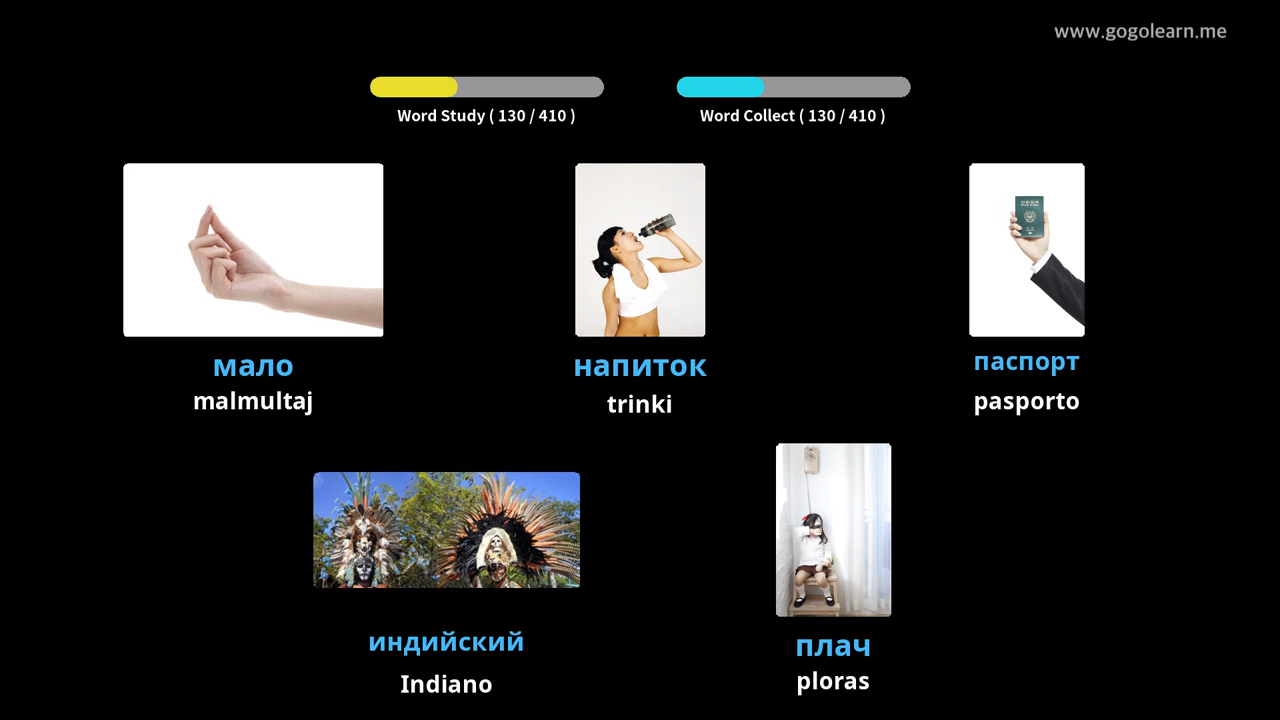 www.gogolearn.me
Word Study ( 130 / 410 )
Word Collect ( 130 / 410 )
мало
malmultaj
напиток
trinki
паспорт
pasporto
индийский
Indiano
плач
ploras